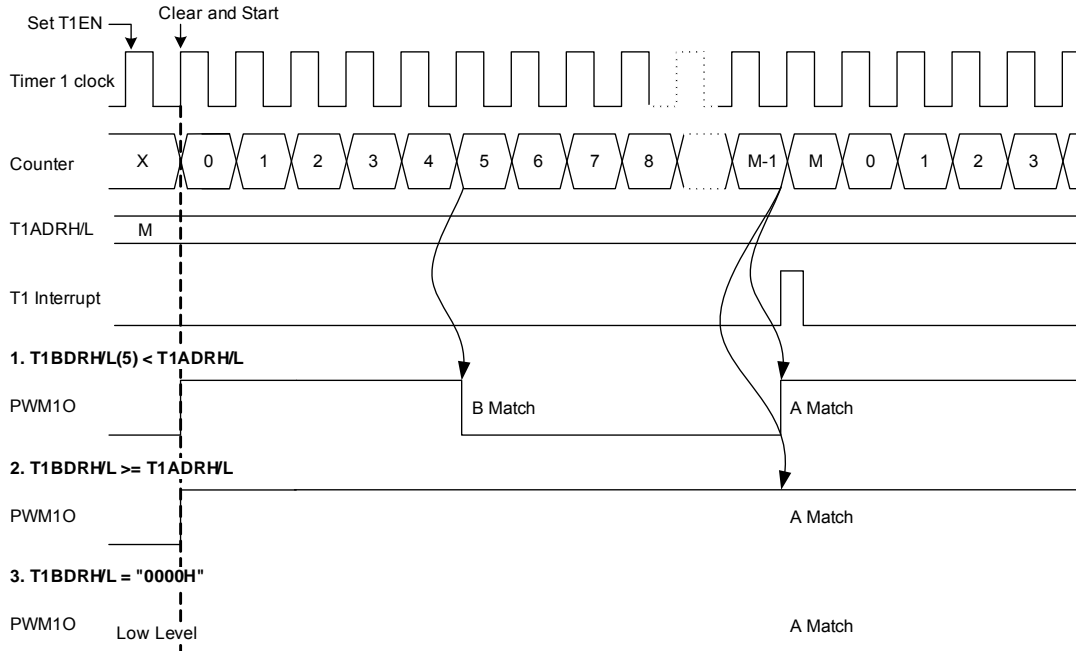 Set T1EN
Clear and Start
Timer 1 clock
Counter X 0 1 2 3 4 5 6 7 8 M-1 M 0 1 2 3
T1ADRH/L M
T1 Interrupt
1. T1BDRH/L(5) < T1ADRH/L
PWM1O B Match A Match
2. T1BDRH/L >= T1ADRH/L
PWM1O A Match
3. T1BDRH/L = "0000H"
PWM1O Low Level A Match